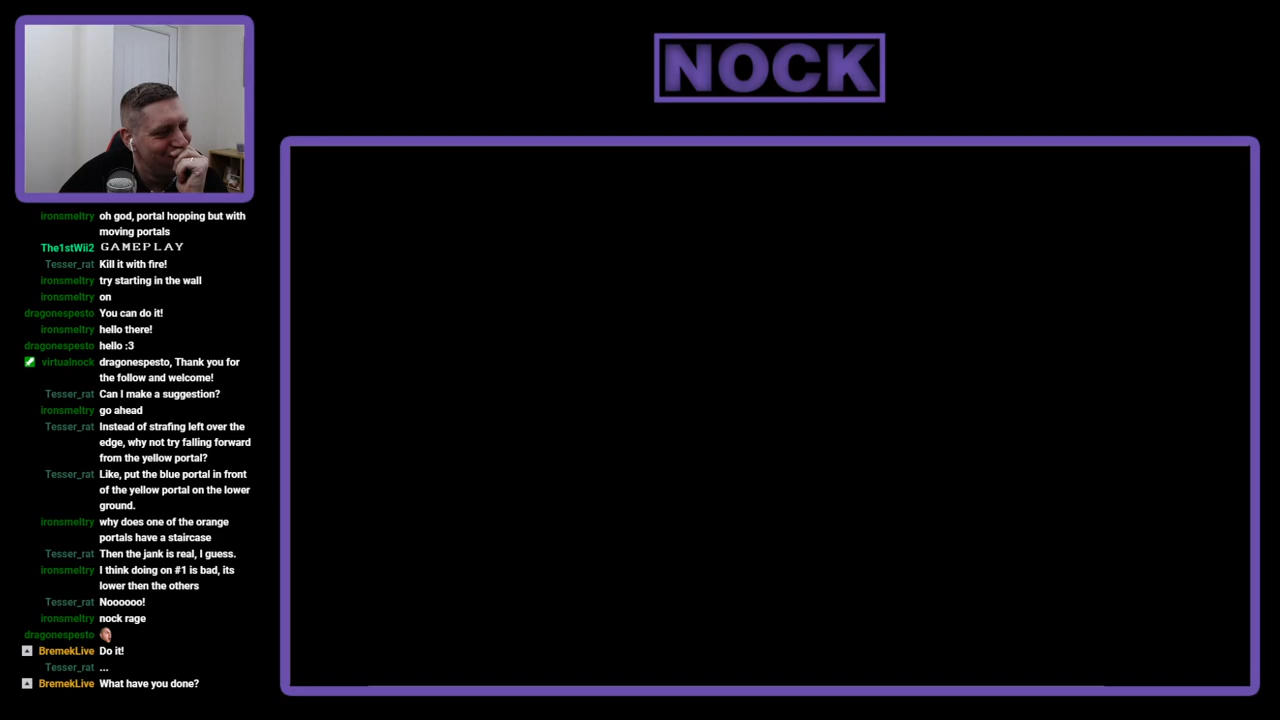 NOCK
ironsmeltry oh god, portal hopping but with
moving portals
The1stWii2 GAMEPLAY
Tesser_rat Kill it with fire!
ironsmeltry try starting in the wall
ironsmeltry on
dragonespesto You can do it!
ironsmeltry hello there!
dragonespesto hello :3
virtualnock dragonespesto, Thank you for
the follow and welcome!
Tesser_rat Can I make a suggestion?
ironsmeltry go ahead
Tesser_rat Instead of strafing left over the
edge, why not try falling forward
from the yellow portal?
Tesser_rat Like, put the blue portal in front
of the yellow portal on the lower
ground.
ironsmeltry why does one of the orange
portals have a staircase
Tesser_rat Then the jank is real, I guess.
ironsmeltry I think doing on #1 is bad, its
lower then the others
Tesser_rat Noooooo!
ironsmeltry nock rage
dragonespesto
BremekLive Do it!
Tesser_rat ...
BremekLive What have you done?